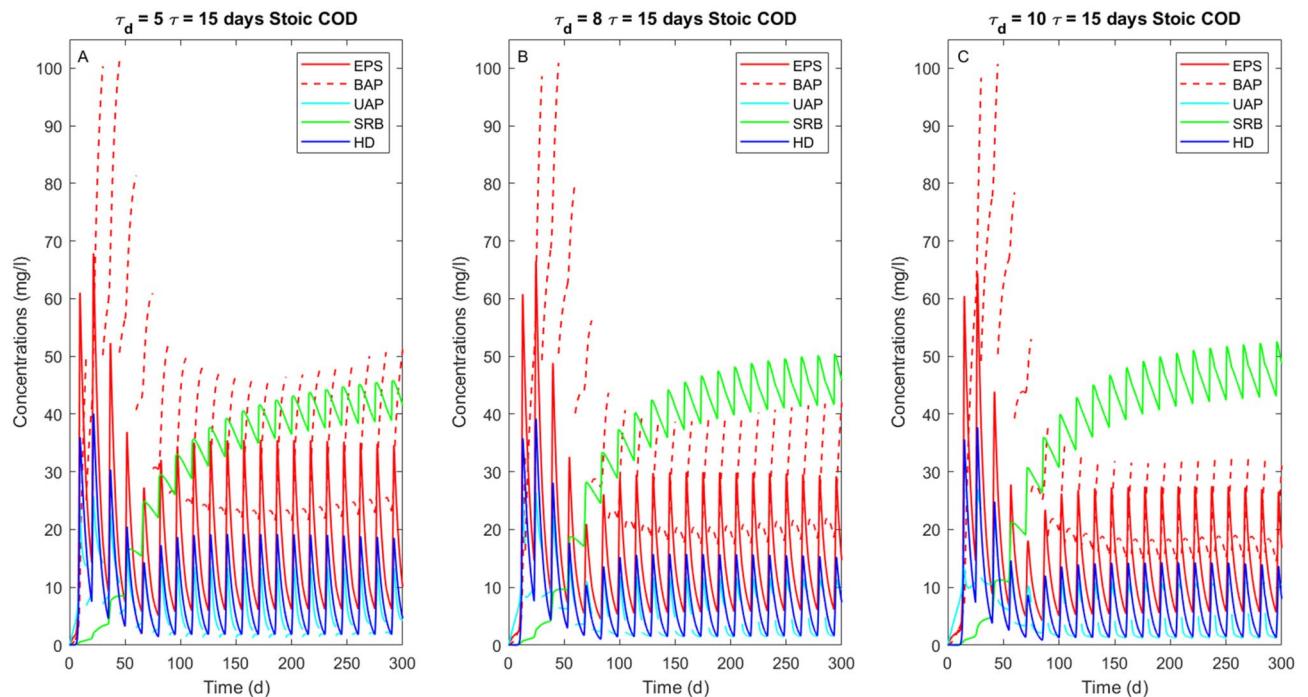 τd = 5 τ = 15 days Stoic COD
A
EPS
BAP
UAP
SRB
HD
100
90
80
70
60
50
40
30
20
10
0
Concentrations (mg/l)
0 50 100 150 200 250 300
Time (d)
τd = 8 τ = 15 days Stoic COD
B
EPS
BAP
UAP
SRB
HD
100
90
80
70
60
50
40
30
20
10
0
Concentrations (mg/l)
0 50 100 150 200 250 300
Time (d)
τd = 10 τ = 15 days Stoic COD
C
EPS
BAP
UAP
SRB
HD
100
90
80
70
60
50
40
30
20
10
0
Concentrations (mg/l)
0 50 100 150 200 250 300
Time (d)